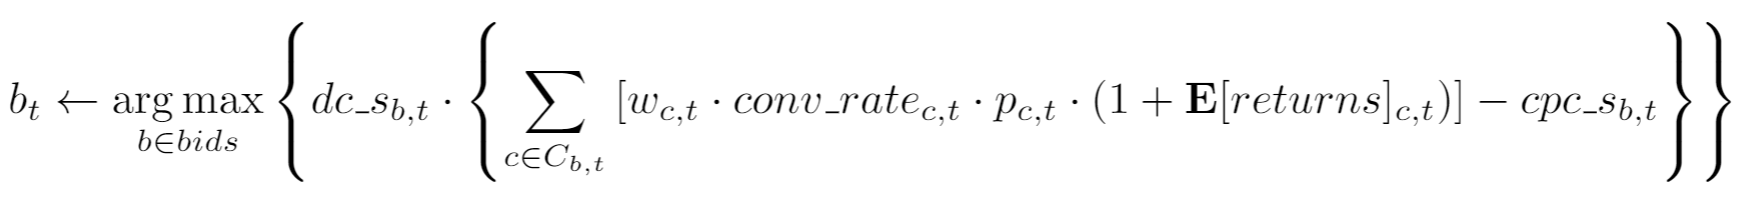 b_t ← arg max_{b∈bids} { dc_s_{b,t} · { ∑_{c∈C_{b,t}} [w_{c,t} · conv_rate_{c,t} · p_{c,t} · (1 + E[returns]_{c,t})] − cpc_s_{b,t} } }